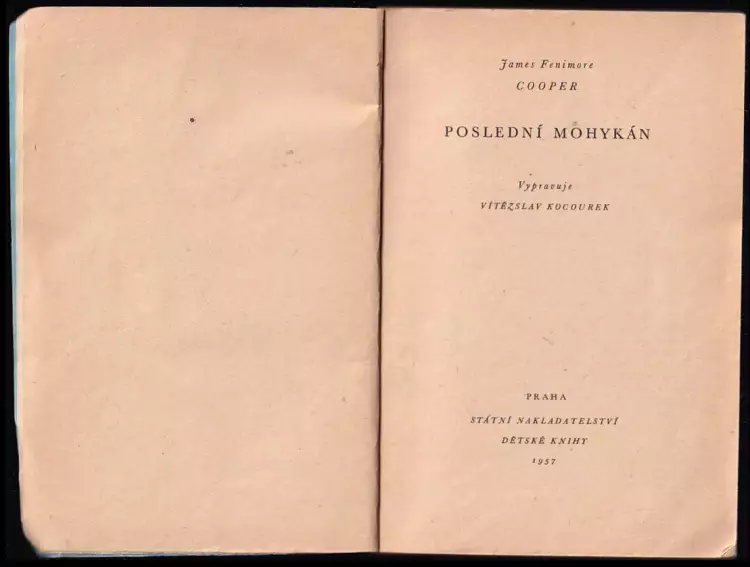 James Fenimore
COOPER
POSLEDNÍ MOHYKÁN
Vypravuje
VÍTĚZSLAV KOCOUREK
PRAHA
STÁTNÍ NAKLADATELSTVÍ
DĚTSKÉ KNIHY
1957